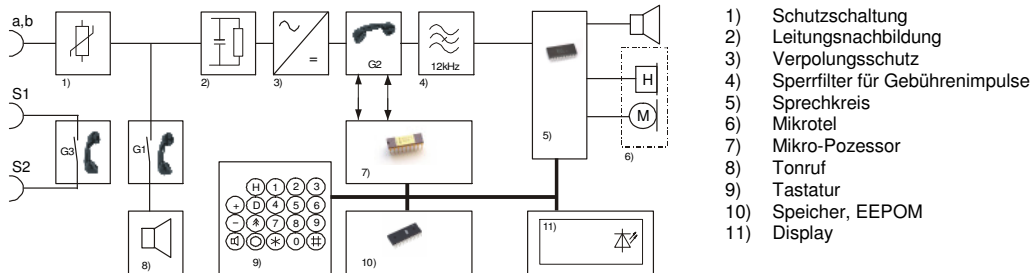 a,b
S1
S2
1)
2)
3)
~
=
G2
4)
12kHz
5)
H
M
6)
G3
G1
7)
8)
H 1 2 3
+ D 4 5 6
− 7 8 9
* 0 #
9)
10)
11)
1) Schutzschaltung
2) Leitungsnachbildung
3) Verpolungsschutz
4) Sperrfilter für Gebührenimpulse
5) Sprechkreis
6) Mikrotel
7) Mikro-Pozessor
8) Tonruf
9) Tastatur
10) Speicher, EEPOM
11) Display